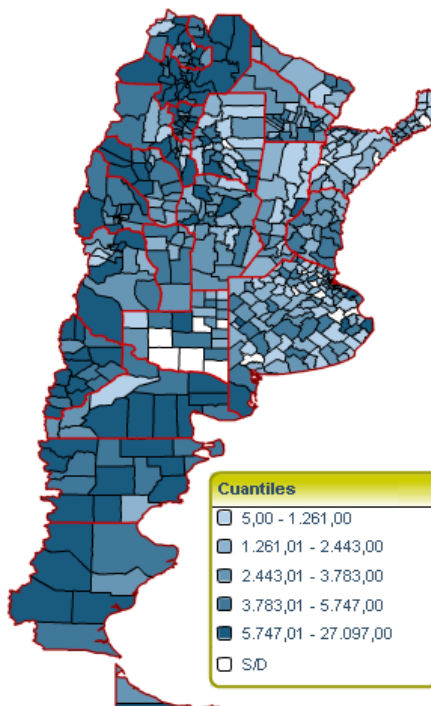 Cuantiles
5,00 - 1.261,00
1.261,01 - 2.443,00
2.443,01 - 3.783,00
3.783,01 - 5.747,00
5.747,01 - 27.097,00
S/D